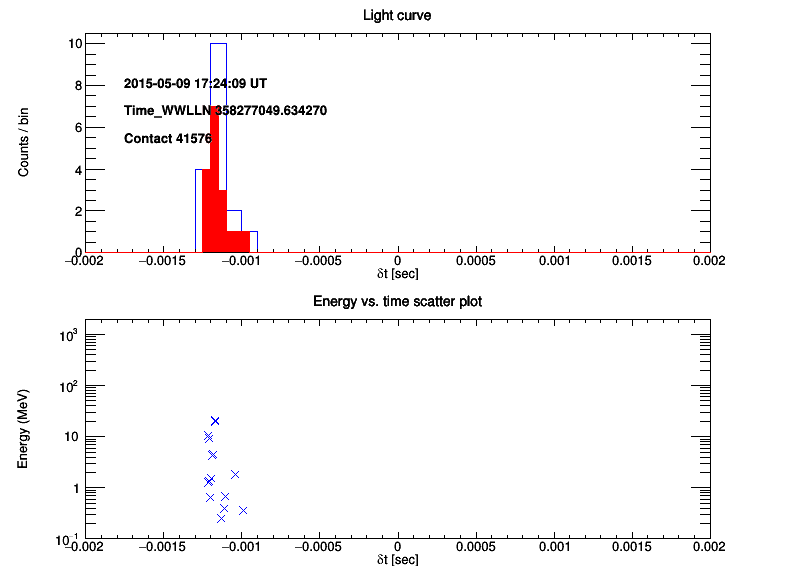 Light curve
Counts / bin
10
8
6
4
2
0
2015-05-09 17:24:09 UT
Time_WWLLN 358277049.634270
Contact 41576
−0.002 −0.0015 −0.001 −0.0005 0 0.0005 0.001 0.0015 0.002
δt [sec]
Energy vs. time scatter plot
Energy (MeV)
10³
10²
10
1
10⁻¹
−0.002 −0.0015 −0.001 −0.0005 0 0.0005 0.001 0.0015 0.002
δt [sec]